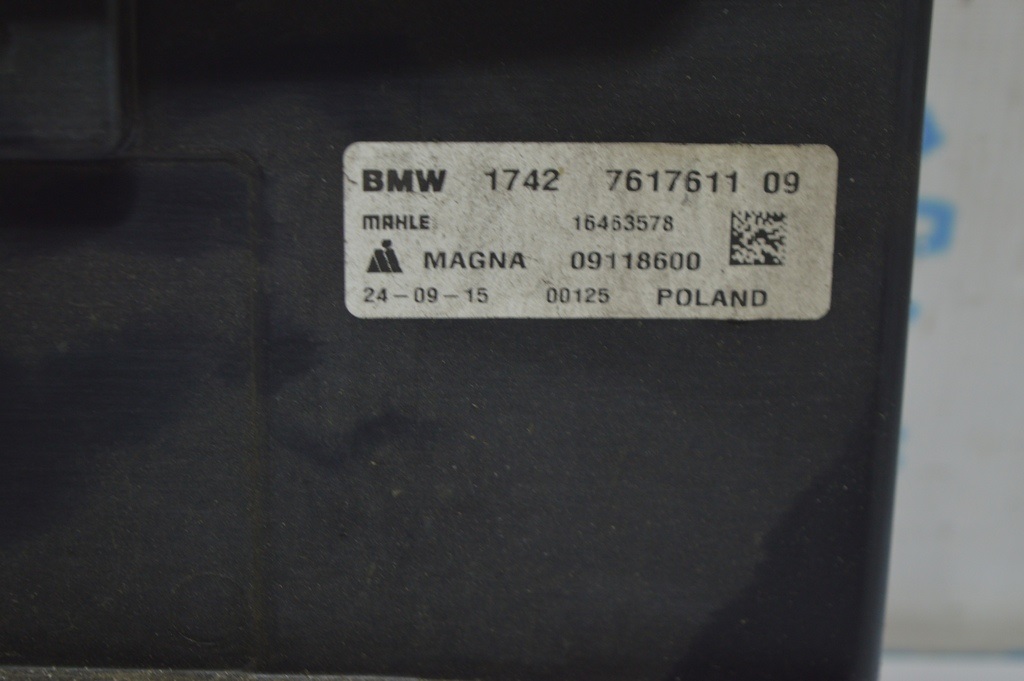 BMW 1742 7617611 09
MAHLE 16463578
MAGNA 09118600
24-09-15 00125 POLAND